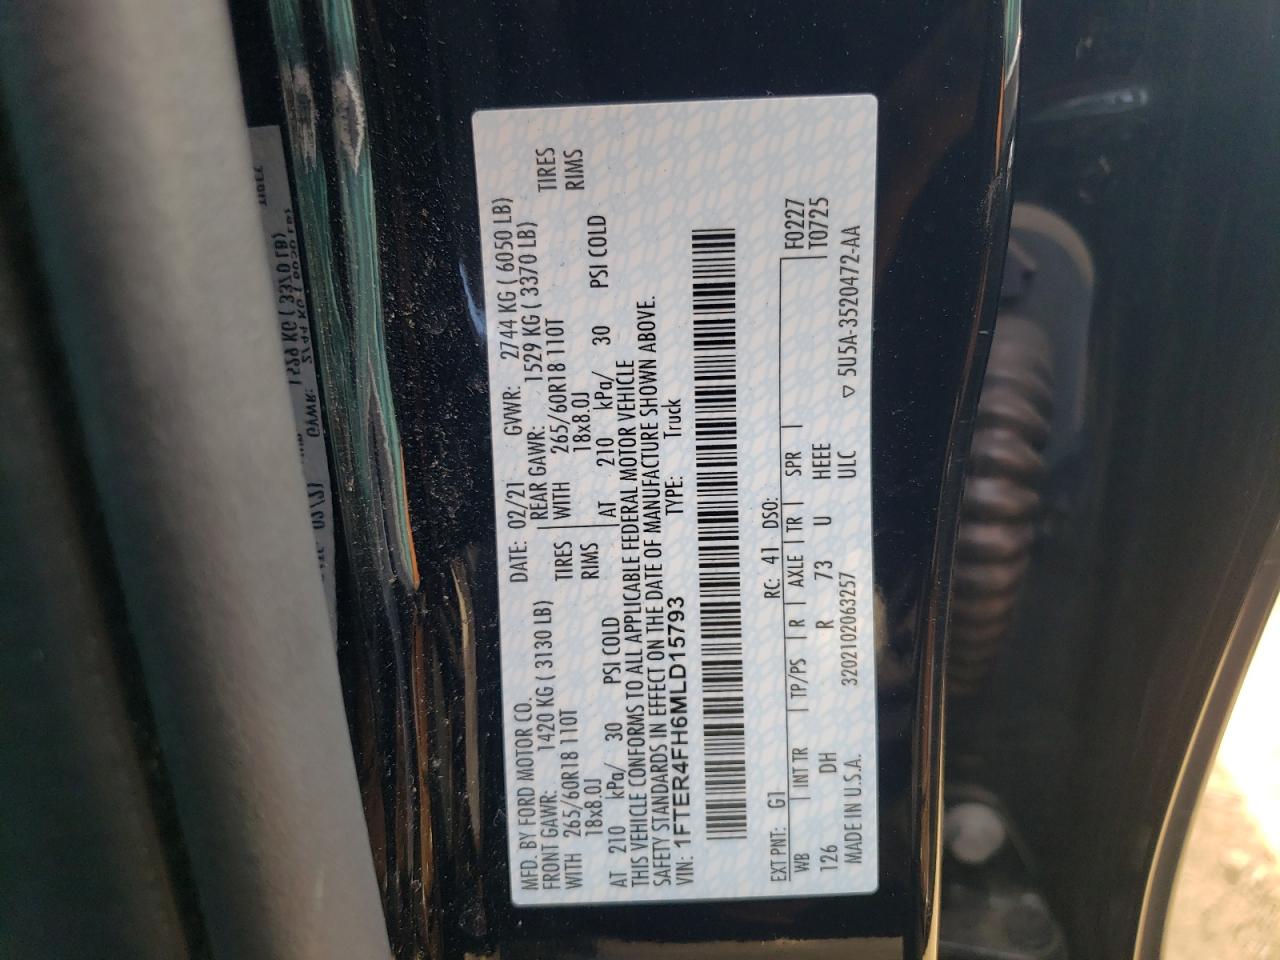 MFD. BY FORD MOTOR CO.
DATE: 02/21 GVWR: 2744 KG ( 6050 LB)
FRONT GAWR: 1420 KG ( 3130 LB) REAR GAWR: 1529 KG ( 3370 LB)
WITH 265/60R18 110T TIRES WITH 265/60R18 110T TIRES
18x8.0J RIMS 18x8.0J RIMS
AT 210 kPa/ 30 PSI COLD AT 210 kPa/ 30 PSI COLD
THIS VEHICLE CONFORMS TO ALL APPLICABLE FEDERAL MOTOR VEHICLE
SAFETY STANDARDS IN EFFECT ON THE DATE OF MANUFACTURE SHOWN ABOVE.
VIN: 1FTER4FH6MLD15793 TYPE: Truck
EXT PNT: G1 RC: 41 DSO: F0227
WB INT TR TP/PS R AXLE TR SPR T0725
126 DH R 73 U HEEE
MADE IN U.S.A. 3202102063257 ULC 5U5A-3520472-AA